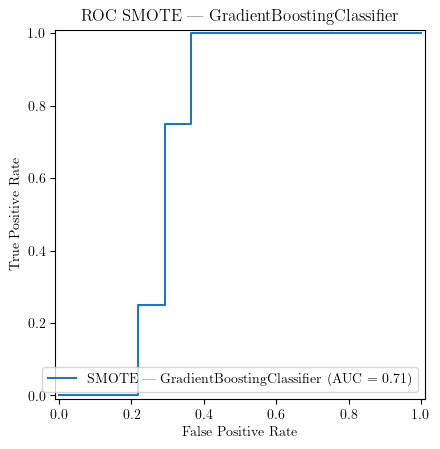 ROC SMOTE — GradientBoostingClassifier
1.0
0.8
0.6
0.4
0.2
0.0
True Positive Rate
SMOTE — GradientBoostingClassifier (AUC = 0.71)
0.0 0.2 0.4 0.6 0.8 1.0
False Positive Rate